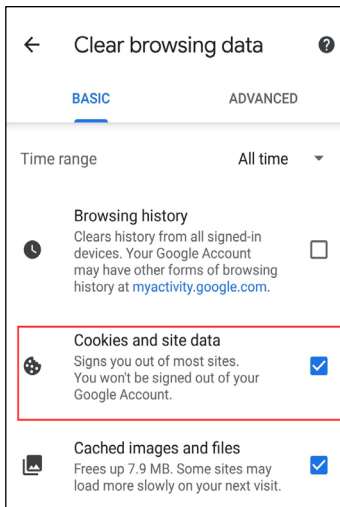 Clear browsing data
BASIC ADVANCED
Time range All time
Browsing history
Clears history from all signed-in
devices. Your Google Account
may have other forms of browsing
history at myactivity.google.com.
Cookies and site data
Signs you out of most sites.
You won't be signed out of your
Google Account.
Cached images and files
Frees up 7.9 MB. Some sites may
load more slowly on your next visit.